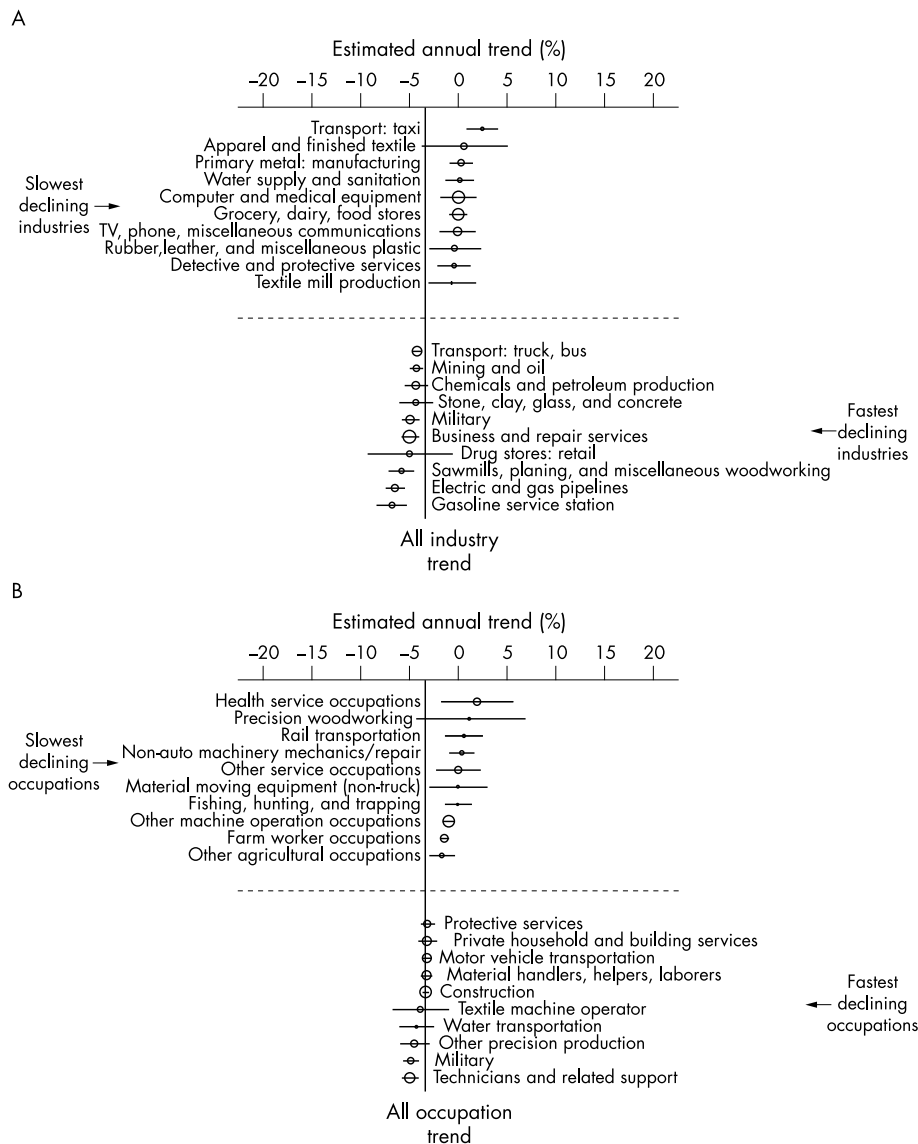 A
Estimated annual trend (%)
–20 –15 –10 –5 0 5 10 15 20
Transport: taxi
Apparel and finished textile
Primary metal: manufacturing
Water supply and sanitation
Computer and medical equipment
Grocery, dairy, food stores
TV, phone, miscellaneous communications
Rubber,leather, and miscellaneous plastic
Detective and protective services
Textile mill production
Slowest
declining
industries
Transport: truck, bus
Mining and oil
Chemicals and petroleum production
Stone, clay, glass, and concrete
Military
Business and repair services
Drug stores: retail
Sawmills, planing, and miscellaneous woodworking
Electric and gas pipelines
Gasoline service station
Fastest
declining
industries
All industry
trend
B
Estimated annual trend (%)
–20 –15 –10 –5 0 5 10 15 20
Health service occupations
Precision woodworking
Rail transportation
Non-auto machinery mechanics/repair
Other service occupations
Material moving equipment (non-truck)
Fishing, hunting, and trapping
Other machine operation occupations
Farm worker occupations
Other agricultural occupations
Slowest
declining
occupations
Protective services
Private household and building services
Motor vehicle transportation
Material handlers, helpers, laborers
Construction
Textile machine operator
Water transportation
Other precision production
Military
Technicians and related support
Fastest
declining
occupations
All occupation
trend